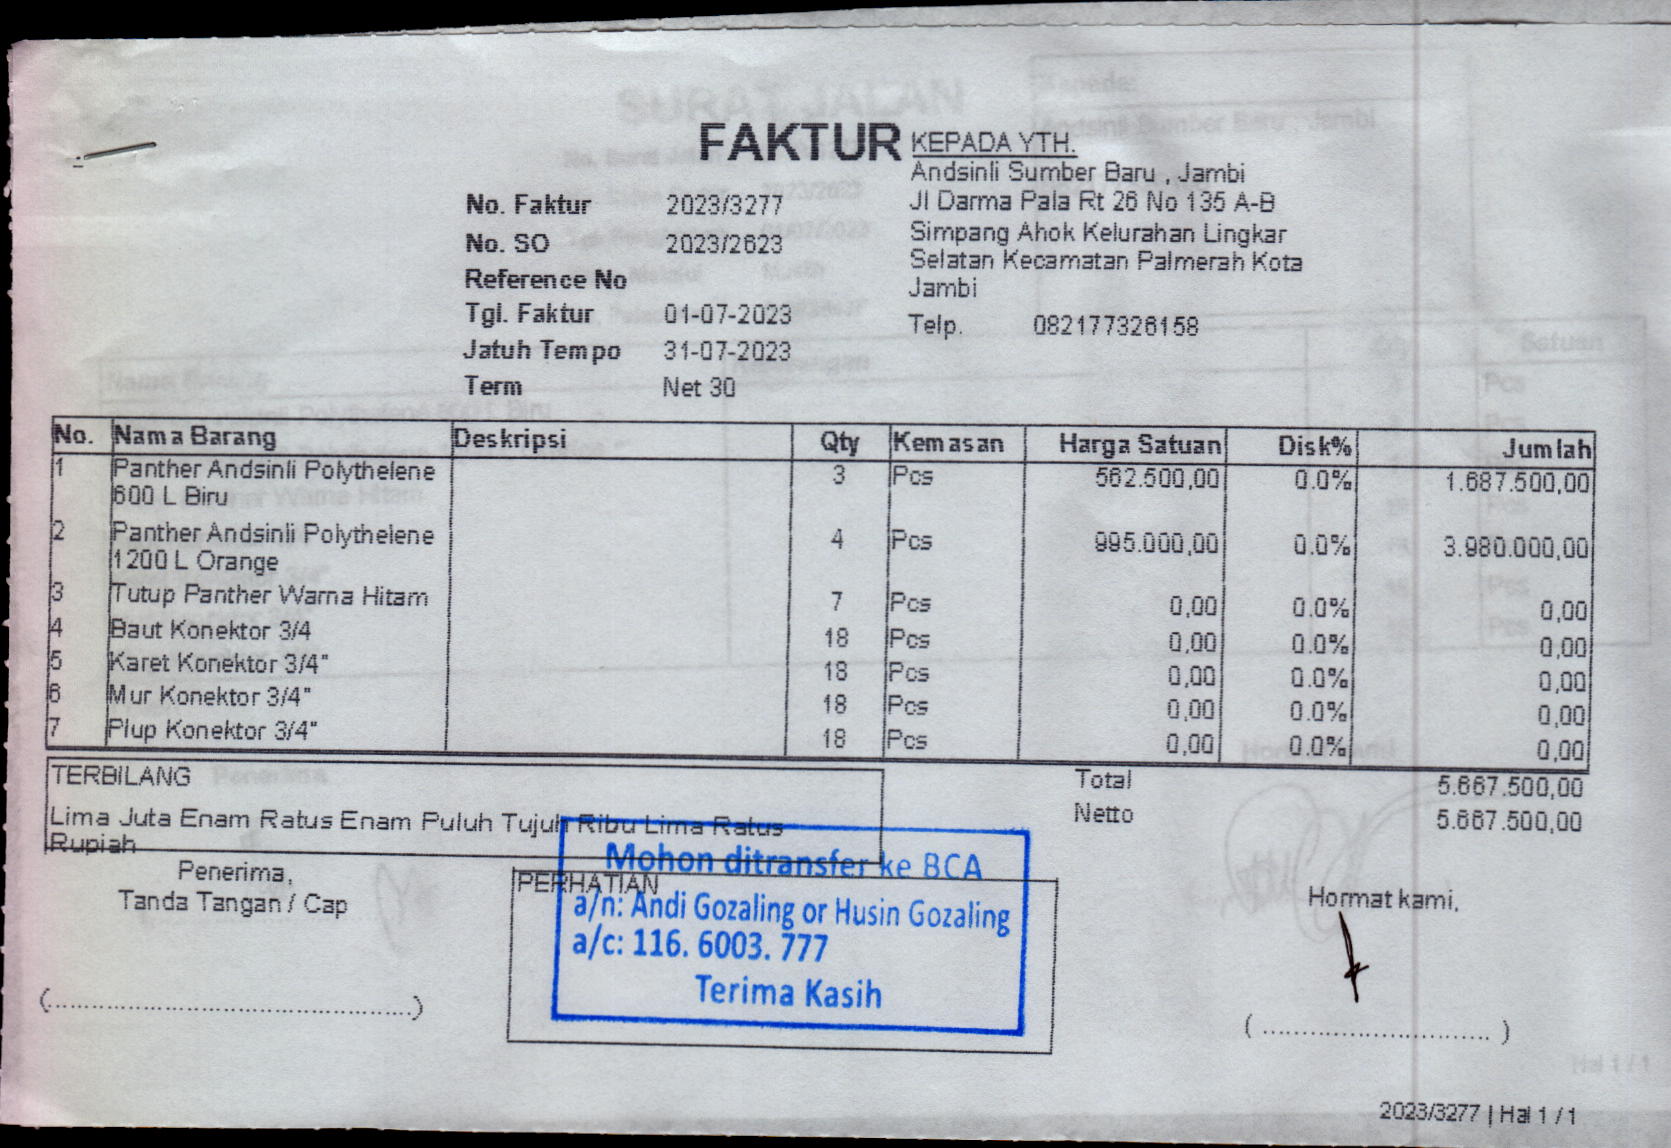 FAKTUR
KEPADA YTH.
Andsinli Sumber Baru , Jambi
Jl Darma Pala Rt 26 No 135 A-B
Simpang Ahok Kelurahan Lingkar
Selatan Kecamatan Palmerah Kota
Jambi
Telp. 082177326158
No. Faktur 2023/3277
No. SO 2023/2623
Reference No
Tgl. Faktur 01-07-2023
Jatuh Tempo 31-07-2023
Term Net 30
No. Nama Barang Deskripsi Qty Kemasan Harga Satuan Disk% Jumlah
1 Panther Andsinli Polythelene 3 Pcs 562.500,00 0.0% 1.687.500,00
600 L Biru
2 Panther Andsinli Polythelene 4 Pcs 995.000,00 0.0% 3.980.000,00
1200 L Orange
3 Tutup Panther Warna Hitam 7 Pcs 0,00 0.0% 0,00
4 Baut Konektor 3/4 18 Pcs 0,00 0.0% 0,00
5 Karet Konektor 3/4" 18 Pcs 0,00 0.0% 0,00
6 Mur Konektor 3/4" 18 Pcs 0,00 0.0% 0,00
7 Plup Konektor 3/4" 18 Pcs 0,00 0.0% 0,00
Total 5.667.500,00
Netto 5.667.500,00
TERBILANG
Lima Juta Enam Ratus Enam Puluh Tujuh Ribu Lima Ratus
Rupiah
Penerima,
Tanda Tangan / Cap
(.............................................)
PERHATIAN
Mohon ditransfer ke BCA
a/n: Andi Gozaling or Husin Gozaling
a/c: 116. 6003. 777
Terima Kasih
Hormat kami,
( ............................. )
2023/3277 | Hal 1 / 1